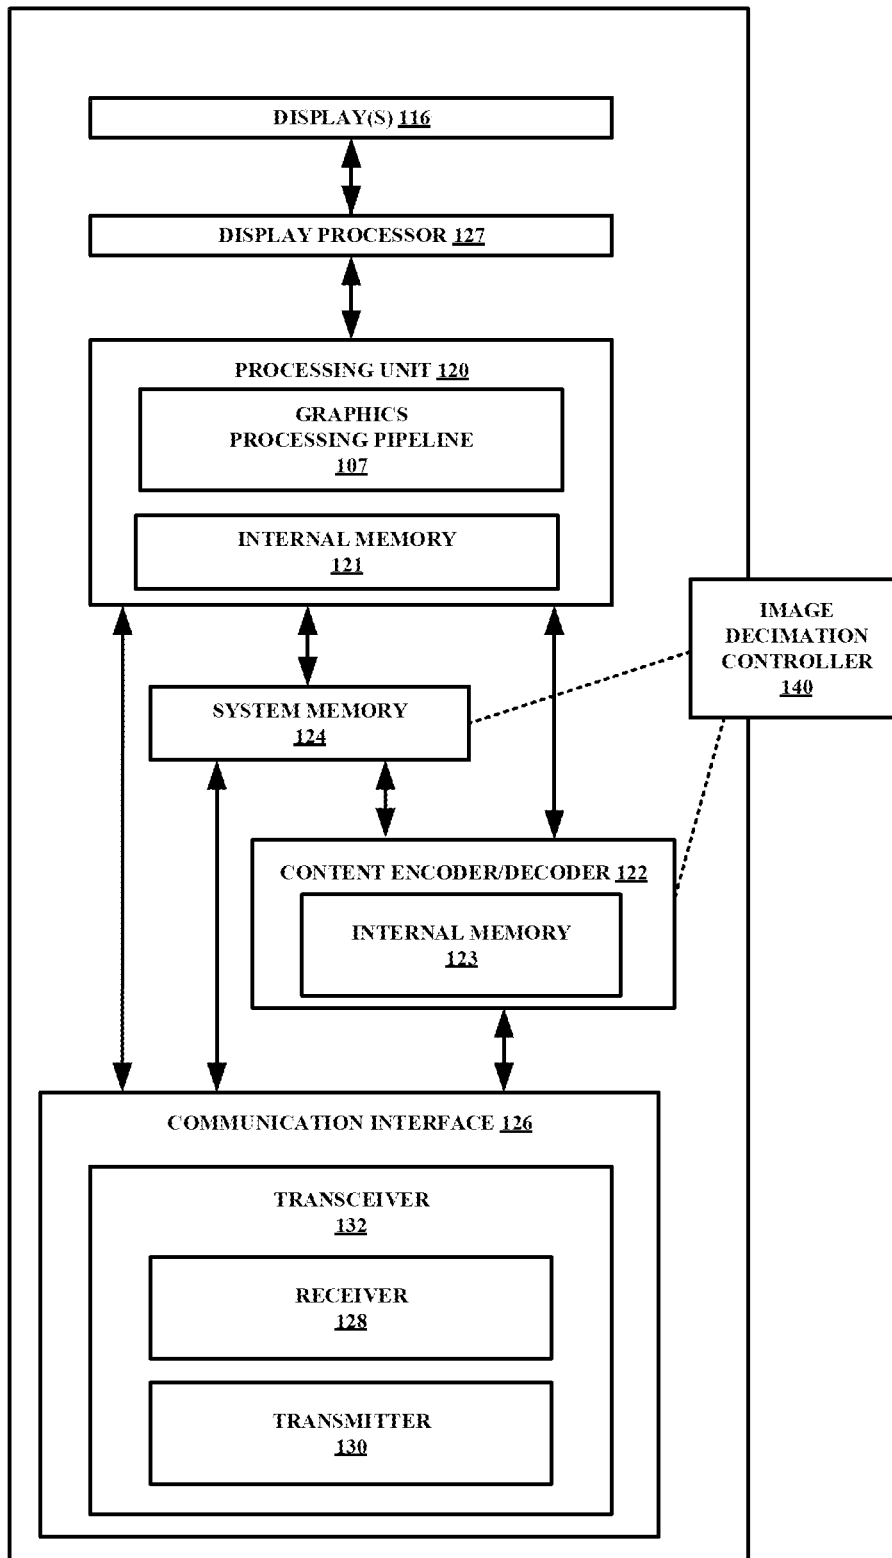 DISPLAY(S) 116
DISPLAY PROCESSOR 127
PROCESSING UNIT 120
GRAPHICS
PROCESSING PIPELINE
107
INTERNAL MEMORY
121
IMAGE
DECIMATION
CONTROLLER
140
SYSTEM MEMORY
124
CONTENT ENCODER/DECODER 122
INTERNAL MEMORY
123
COMMUNICATION INTERFACE 126
TRANSCEIVER
132
RECEIVER
128
TRANSMITTER
130